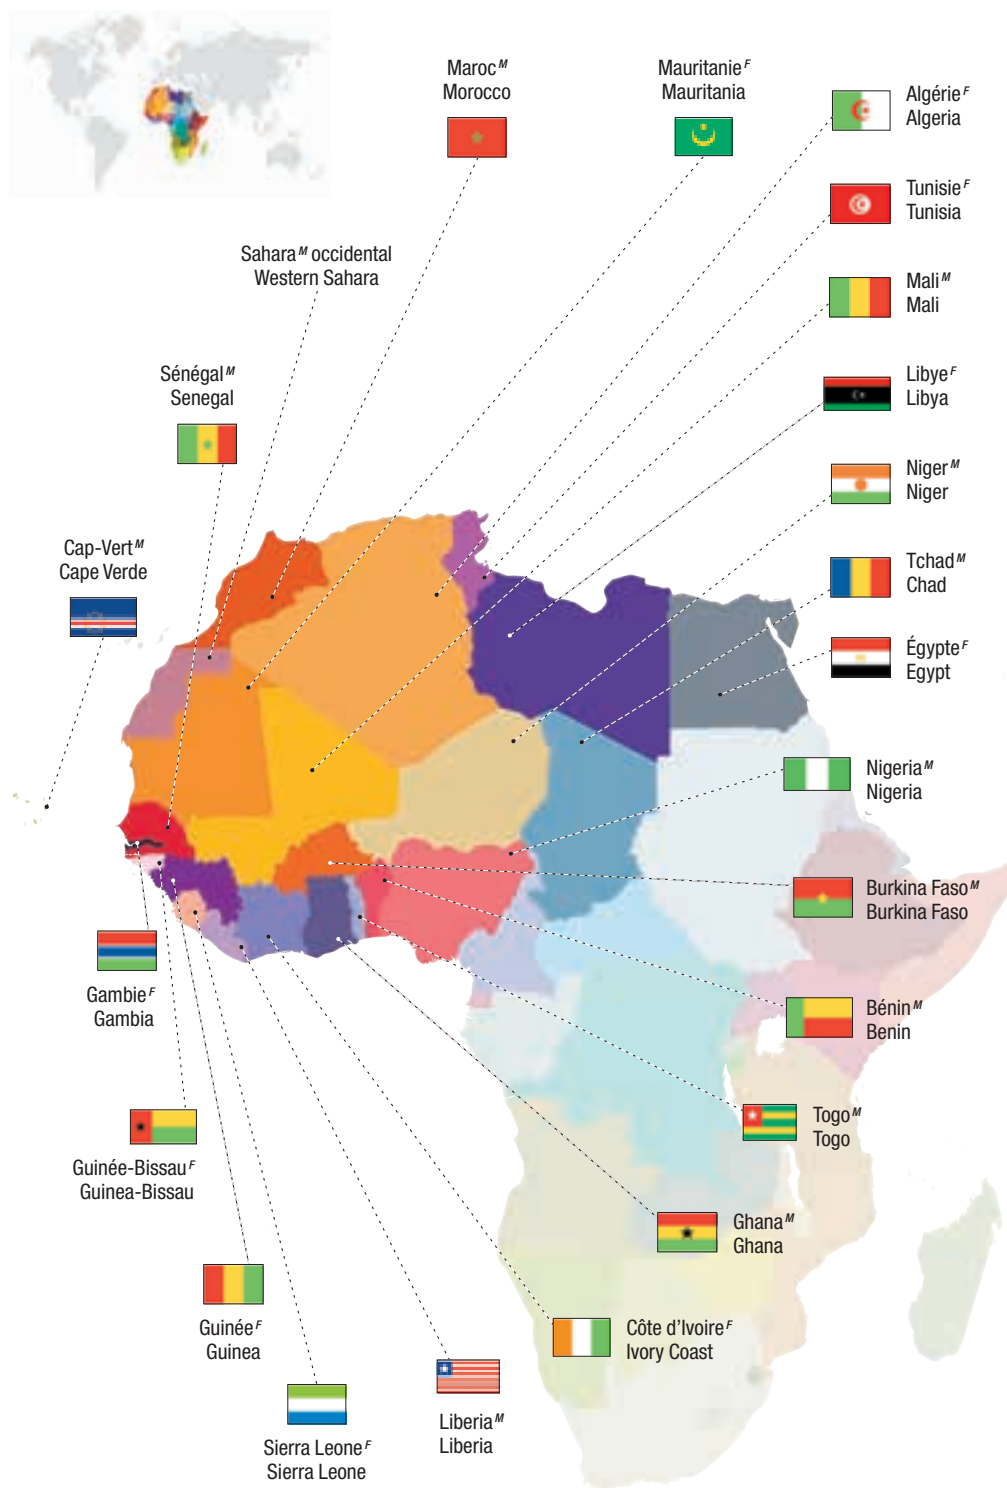 Maroc M
Morocco
Mauritanie F
Mauritania
Algérie F
Algeria
Tunisie F
Tunisia
Sahara M occidental
Western Sahara
Mali M
Mali
Sénégal M
Senegal
Libye F
Libya
Niger M
Niger
Cap-Vert M
Cape Verde
Tchad M
Chad
Égypte F
Egypt
Nigeria M
Nigeria
Burkina Faso M
Burkina Faso
Gambie F
Gambia
Bénin M
Benin
Togo M
Togo
Guinée-Bissau F
Guinea-Bissau
Ghana M
Ghana
Guinée F
Guinea
Côte d'Ivoire F
Ivory Coast
Liberia M
Liberia
Sierra Leone F
Sierra Leone